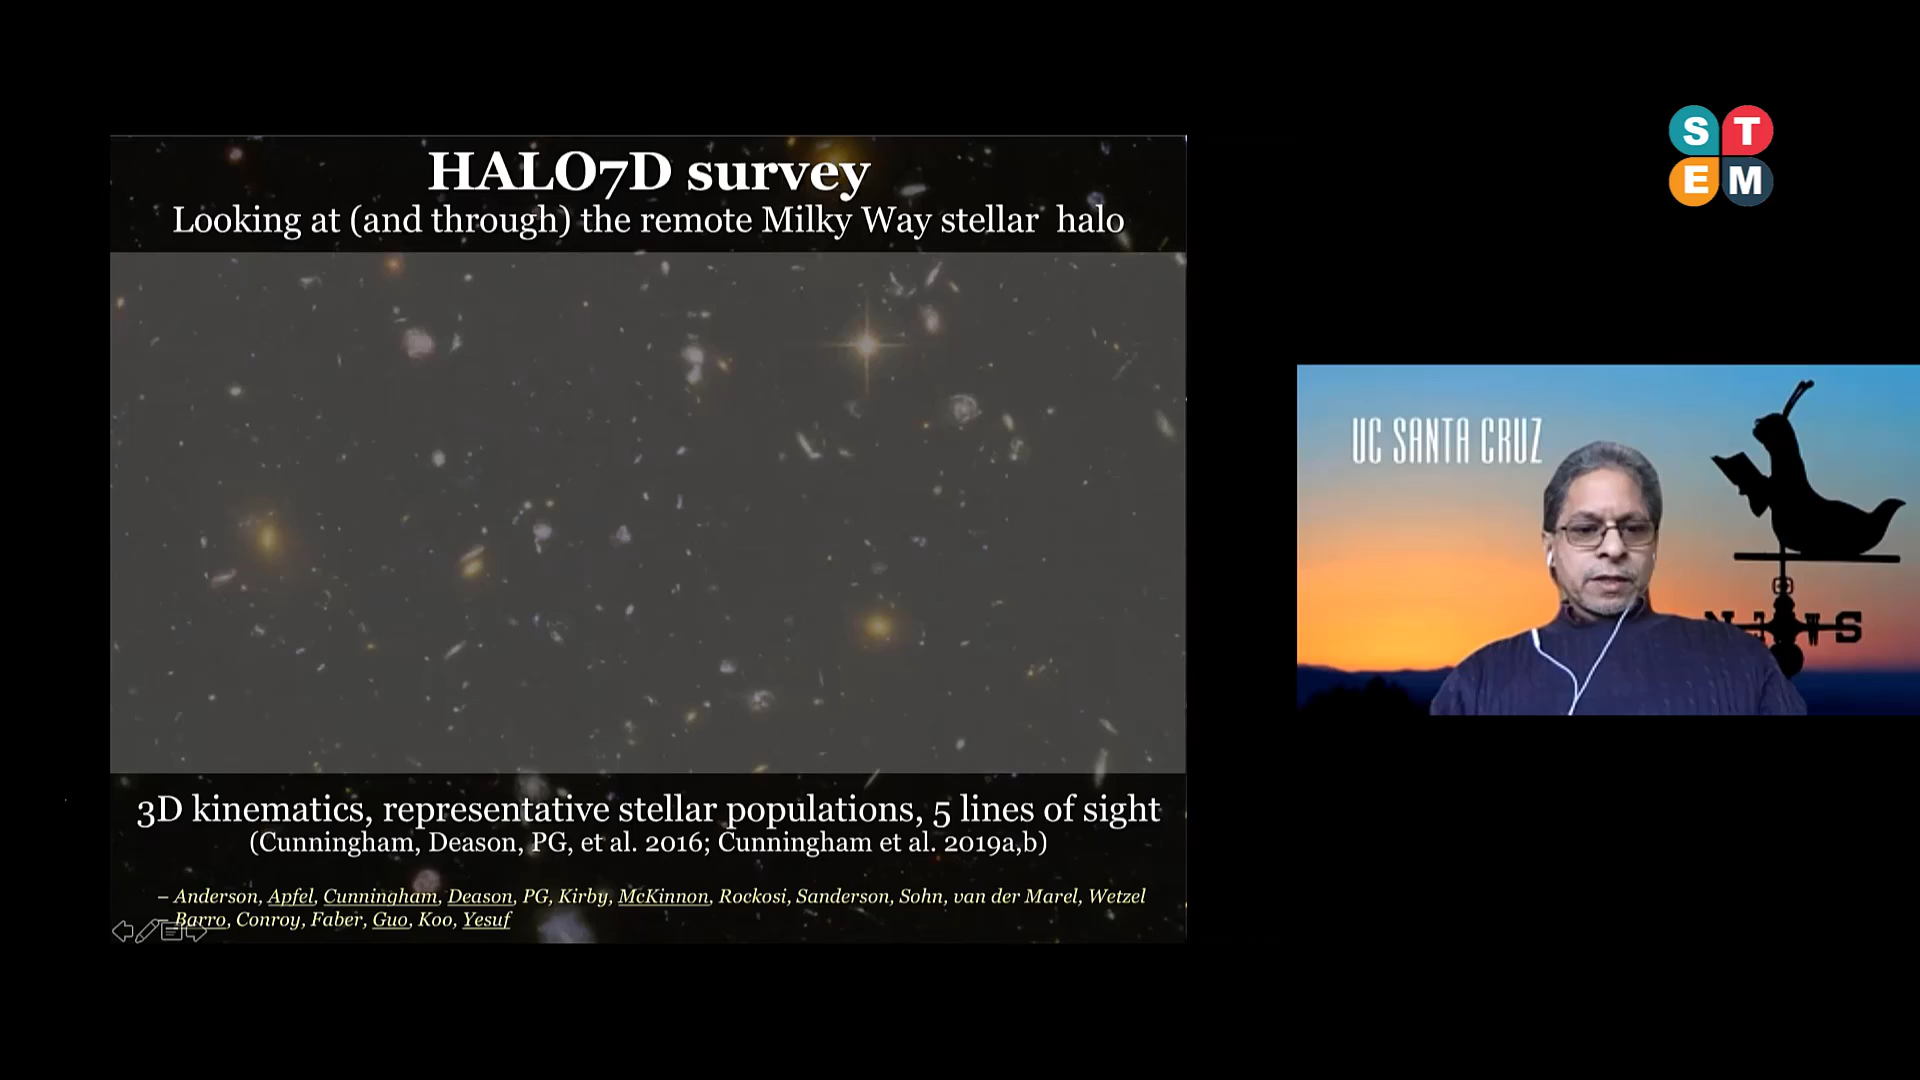 HALO7D survey
Looking at (and through) the remote Milky Way stellar halo
3D kinematics, representative stellar populations, 5 lines of sight
(Cunningham, Deason, PG, et al. 2016; Cunningham et al. 2019a,b)
– Anderson, Apfel, Cunningham, Deason, PG, Kirby, McKinnon, Rockosi, Sanderson, Sohn, van der Marel, Wetzel
– Barro, Conroy, Faber, Guo, Koo, Yesuf
S T
E M
UC SANTA CRUZ
N W S